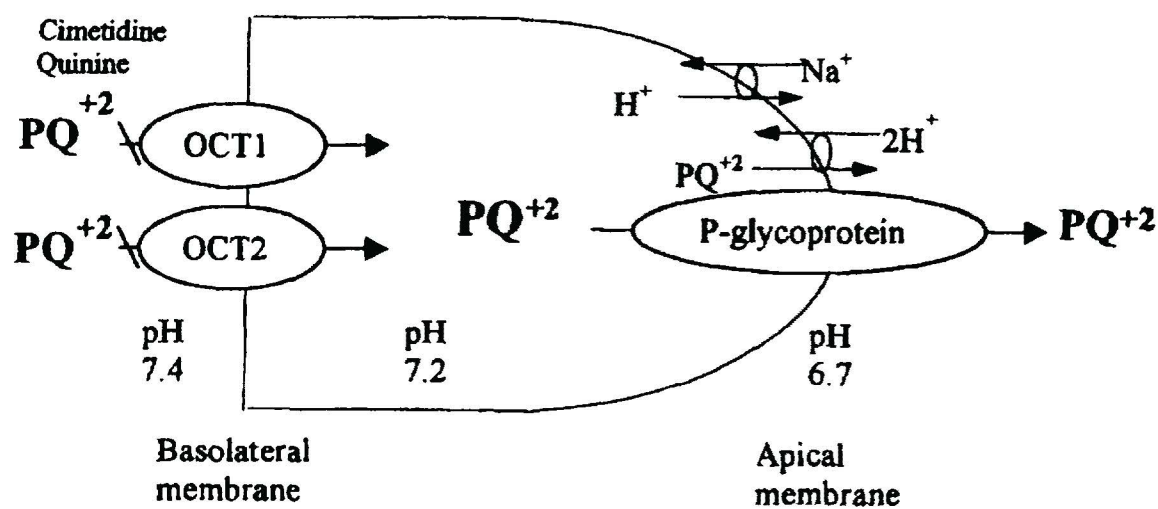 Cimetidine
Quinine
PQ+2
OCT1
PQ+2
OCT2
PQ+2
Na+
H+
2H+
PQ+2
P-glycoprotein
PQ+2
pH
7.4
pH
7.2
pH
6.7
Basolateral
membrane
Apical
membrane